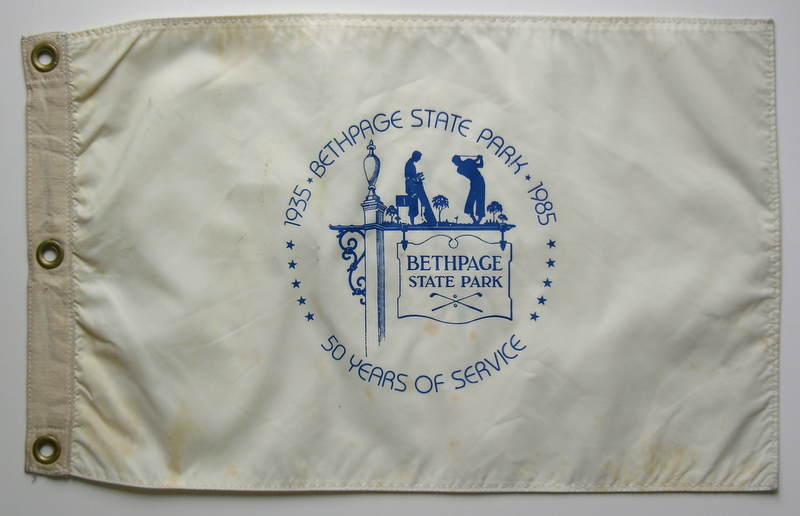 1935 ★ BETHPAGE STATE PARK ★ 1985
BETHPAGE
STATE PARK
50 YEARS OF SERVICE